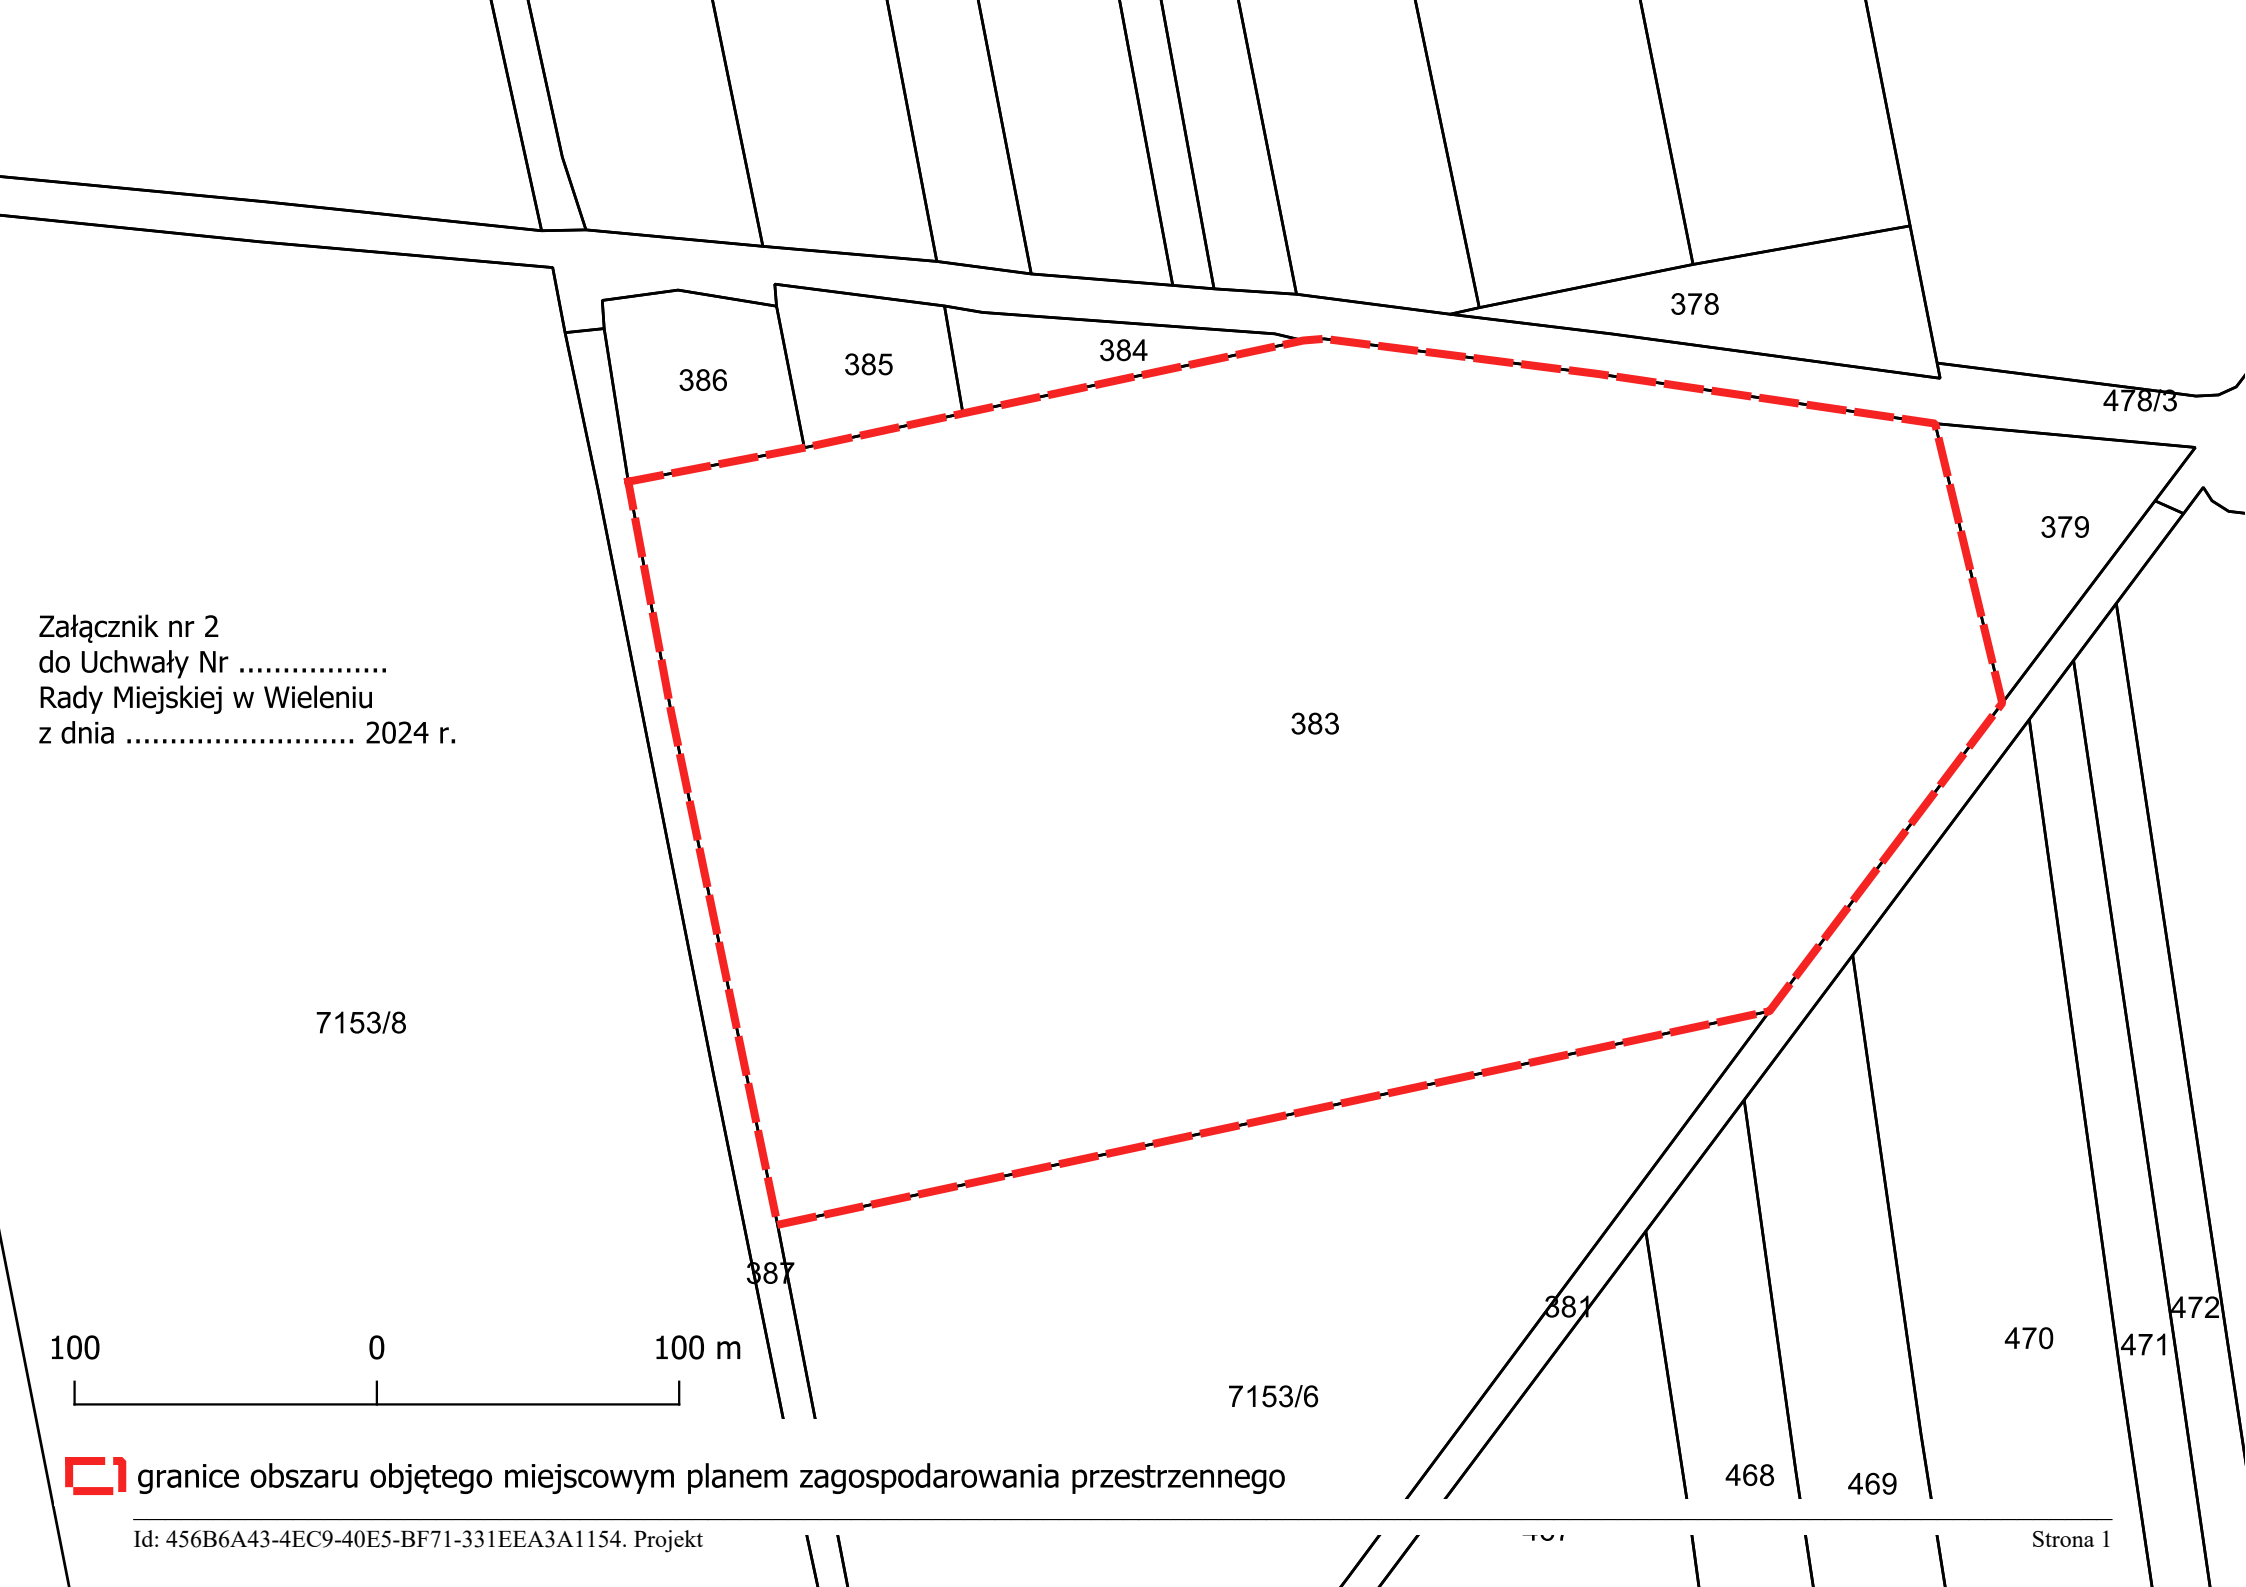 378
384
385
386
478/3
379
Załącznik nr 2
do Uchwały Nr .................
Rady Miejskiej w Wieleniu
z dnia .......................... 2024 r.
383
7153/8
387
381
472
470
471
100 0 100 m
7153/6
468
469
granice obszaru objętego miejscowym planem zagospodarowania przestrzennego
Id: 456B6A43-4EC9-40E5-BF71-331EEA3A1154. Projekt
Strona 1